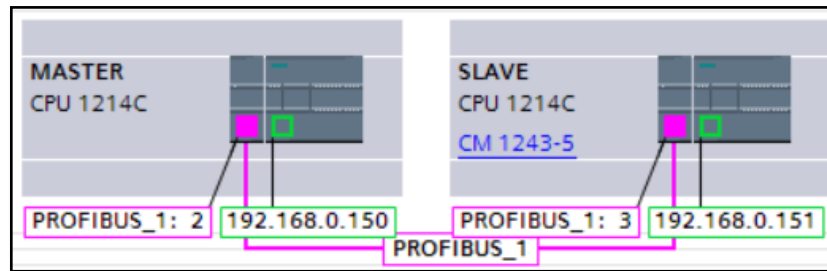 MASTER
CPU 1214C
SLAVE
CPU 1214C
CM 1243-5
PROFIBUS_1: 2
192.168.0.150
PROFIBUS_1: 3
192.168.0.151
PROFIBUS_1